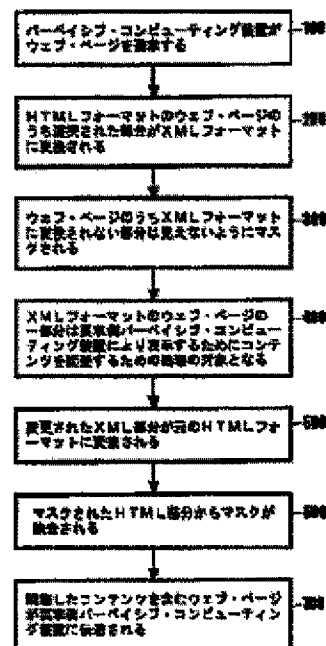 パーベイシブ・コンピューティング装置が
ウェブ・ページを要求する
100
HTMLフォーマットのウェブ・ページの
うち選択された部分がXMLフォーマット
に変換される
200
ウェブ・ページのうちXMLフォーマット
に変換されない部分は見えないようにマス
クされる
300
XMLフォーマットのウェブ・ページの
一部分は要求側パーベイシブ・コンピュー
ティング装置により表示するためにコンテ
ンツを するための の対象となる
変更されたXML部分が元のHTMLフォ
ーマットに変換される
500
マスクされたHTML部分からマスクが
除去される
したコンテンツを含むウェブ・ページ
が要求側パーベイシブ・コンピューティン
グ装置に される